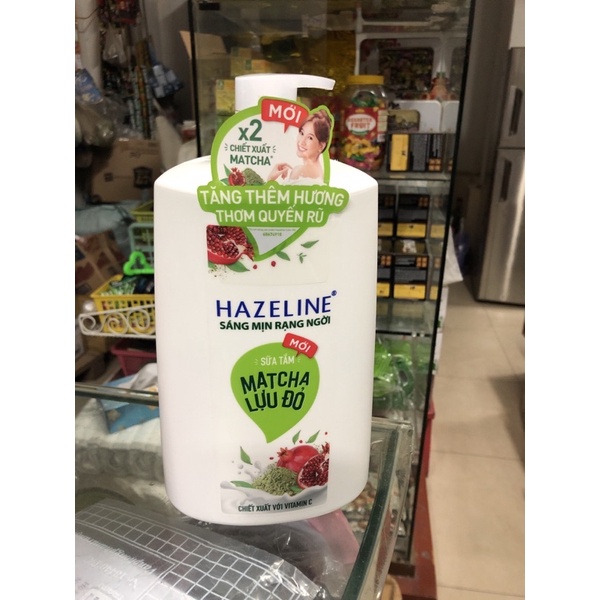 MỚI
x2
CHIẾT XUẤT
MATCHA*
TĂNG THÊM HƯƠNG
THƠM QUYẾN RŨ
HAZELINE®
SÁNG MỊN RẠNG NGỜI
MỚI
SỮA TẮM
MATCHA
LỰU ĐỎ
CHIẾT XUẤT VỚI VITAMIN C